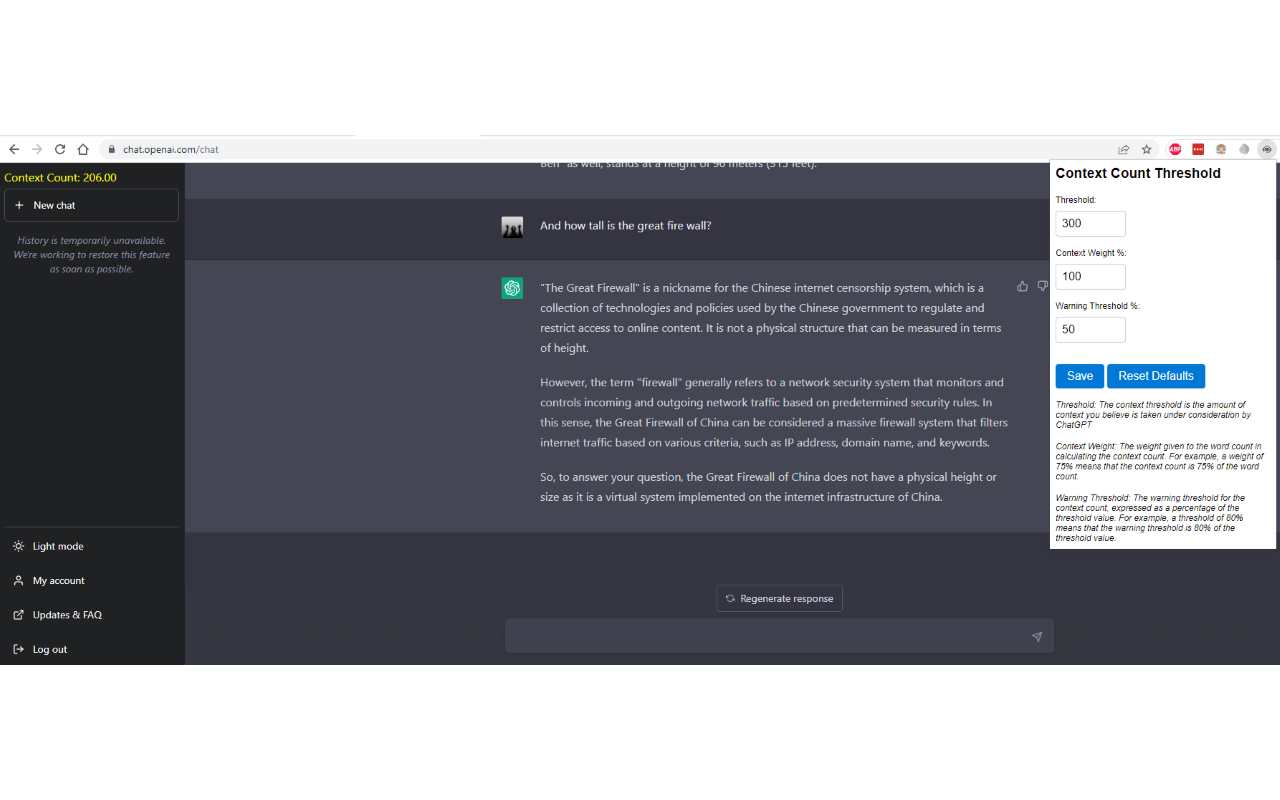 chat.openai.com/chat
ABP
Context Count: 206.00
New chat
History is temporarily unavailable.
We're working to restore this feature
as soon as possible.
Light mode
My account
Updates & FAQ
Log out
Ben" as well, stands at a height of 96 meters (315 feet).
And how tall is the great fire wall?
"The Great Firewall" is a nickname for the Chinese internet censorship system, which is a
collection of technologies and policies used by the Chinese government to regulate and
restrict access to online content. It is not a physical structure that can be measured in terms
of height.
However, the term "firewall" generally refers to a network security system that monitors and
controls incoming and outgoing network traffic based on predetermined security rules. In
this sense, the Great Firewall of China can be considered a massive firewall system that filters
internet traffic based on various criteria, such as IP address, domain name, and keywords.
So, to answer your question, the Great Firewall of China does not have a physical height or
size as it is a virtual system implemented on the internet infrastructure of China.
Regenerate response
Context Count Threshold
Threshold:
300
Context Weight %:
100
Warning Threshold %:
50
Save
Reset Defaults
Threshold: The context threshold is the amount of
context you believe is taken under consideration by
ChatGPT
Context Weight: The weight given to the word count in
calculating the context count. For example, a weight of
75% means that the context count is 75% of the word
count.
Warning Threshold: The warning threshold for the
context count, expressed as a percentage of the
threshold value. For example, a threshold of 80%
means that the warning threshold is 80% of the
threshold value.